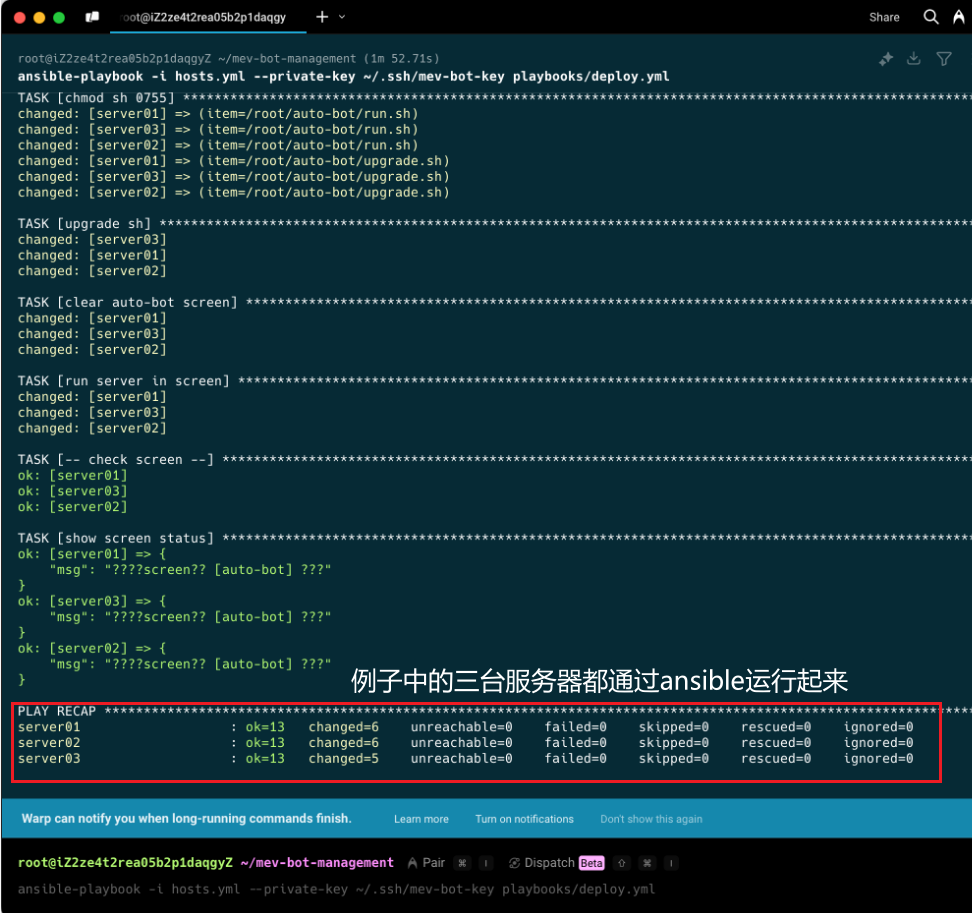 root@iZ2ze4t2rea05b2p1daqgy
Share
root@iZ2ze4t2rea05b2p1daqgyZ ~/mev-bot-management (1m 52.71s)
ansible-playbook -i hosts.yml --private-key ~/.ssh/mev-bot-key playbooks/deploy.yml
TASK [chmod sh 0755] ****************************************************************************************************
changed: [server01] => (item=/root/auto-bot/run.sh)
changed: [server03] => (item=/root/auto-bot/run.sh)
changed: [server02] => (item=/root/auto-bot/run.sh)
changed: [server01] => (item=/root/auto-bot/upgrade.sh)
changed: [server03] => (item=/root/auto-bot/upgrade.sh)
changed: [server02] => (item=/root/auto-bot/upgrade.sh)
TASK [upgrade sh] *******************************************************************************************************
changed: [server03]
changed: [server01]
changed: [server02]
TASK [clear auto-bot screen] ********************************************************************************************
changed: [server01]
changed: [server03]
changed: [server02]
TASK [run server in screen] *********************************************************************************************
changed: [server01]
changed: [server03]
changed: [server02]
TASK [-- check screen --] ***********************************************************************************************
ok: [server01]
ok: [server03]
ok: [server02]
TASK [show screen status] ***********************************************************************************************
ok: [server01] => {
"msg": "????screen?? [auto-bot] ???"
}
ok: [server03] => {
"msg": "????screen?? [auto-bot] ???"
}
ok: [server02] => {
"msg": "????screen?? [auto-bot] ???"
}
例子中的三台服务器都通过ansible运行起来
PLAY RECAP **************************************************************************************************************
server01 : ok=13 changed=6 unreachable=0 failed=0 skipped=0 rescued=0 ignored=0
server02 : ok=13 changed=6 unreachable=0 failed=0 skipped=0 rescued=0 ignored=0
server03 : ok=13 changed=5 unreachable=0 failed=0 skipped=0 rescued=0 ignored=0
Warp can notify you when long-running commands finish. Learn more Turn on notifications Don't show this again
root@iZ2ze4t2rea05b2p1daqgyZ ~/mev-bot-management Pair ⌘ I Dispatch Beta ⇧ ⌘ I
ansible-playbook -i hosts.yml --private-key ~/.ssh/mev-bot-key playbooks/deploy.yml